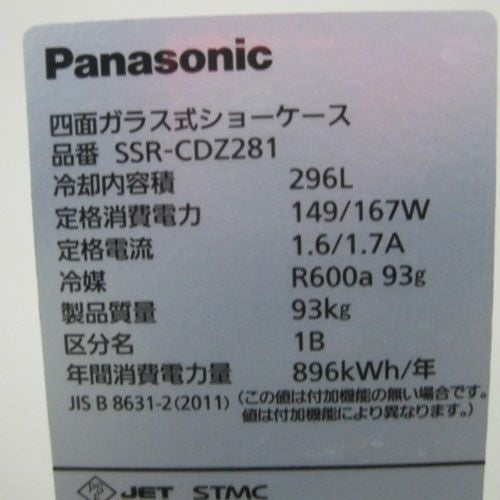 Panasonic
四面ガラス式ショーケース
品番 SSR-CDZ281
冷却内容積 296L
定格消費電力 149/167W
定格電流 1.6/1.7A
冷媒 R600a 93g
製品質量 93kg
区分名 1B
年間消費電力量 896kWh/年
JIS B 8631-2(2011) (この値は付加機能の無い場合です。
値は付加機能により異なります。)
PS E JET STMC